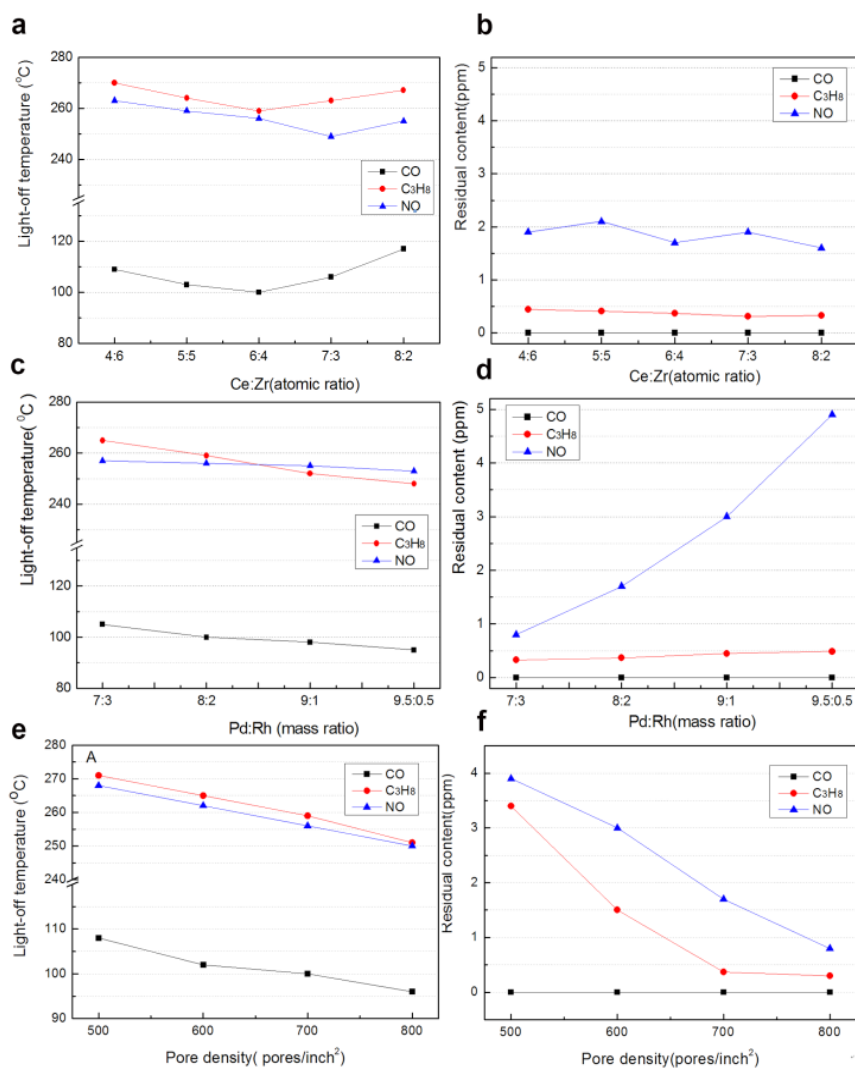 a
280
260
240
120
100
80
Light-off temperature (°C)
CO
C₃H₈
NO
4:6 5:5 6:4 7:3 8:2
Ce:Zr(atomic ratio)
b
5
4
3
2
1
0
Residual content(ppm)
CO
C₃H₈
NO
4:6 5:5 6:4 7:3 8:2
Ce:Zr(atomic ratio)
c
280
260
240
120
100
80
Light-off temperature( °C)
CO
C₃H₈
NO
7:3 8:2 9:1 9.5:0.5
Pd:Rh (mass ratio)
d
5
4
3
2
1
0
Residual content (ppm)
CO
C₃H₈
NO
7:3 8:2 9:1 9.5:0.5
Pd:Rh(mass ratio)
e
A
280
270
260
250
240
110
100
90
Light-off temperature (°C)
CO
C₃H₈
NO
500 600 700 800
Pore density( pores/inch²)
f
4
3
2
1
0
Residual content(ppm)
CO
C₃H₈
NO
500 600 700 800
Pore density(pores/inch²)